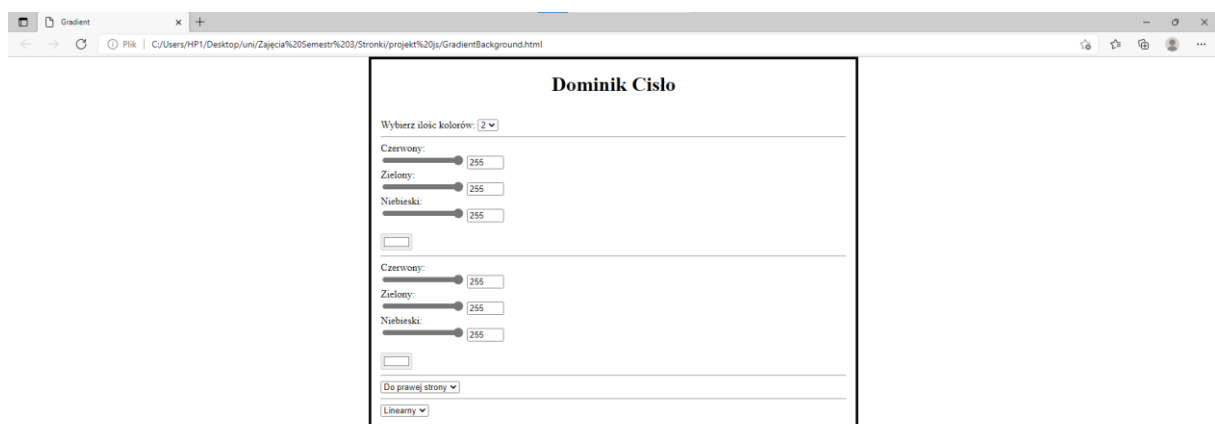 Gradient
Plik | C:/Users/HP1/Desktop/uni/Zajęcia%20Semestr%203/Stronki/projekt%20js/GradientBackground.html
Dominik Cisło
Wybierz ilośc kolorów: 2
Czerwony:
255
Zielony:
255
Niebieski:
255
Czerwony:
255
Zielony:
255
Niebieski:
255
Do prawej strony
Linearny